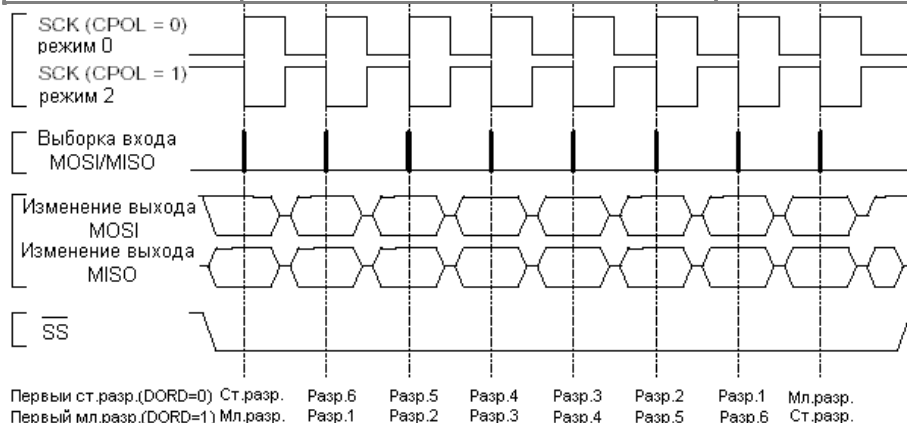 SCK (CPOL = 0)
режим 0
SCK (CPOL = 1)
режим 2
Выборка входа
MOSI/MISO
Изменение выхода
MOSI
Изменение выхода
MISO
SS
Первый ст.разр.(DORD=0) Ст.разр. Разр.6 Разр.5 Разр.4 Разр.3 Разр.2 Разр.1 Мл.разр.
Первый мл.разр.(DORD=1) Мл.разр. Разр.1 Разр.2 Разр.3 Разр.4 Разр.5 Разр.6 Ст.разр.